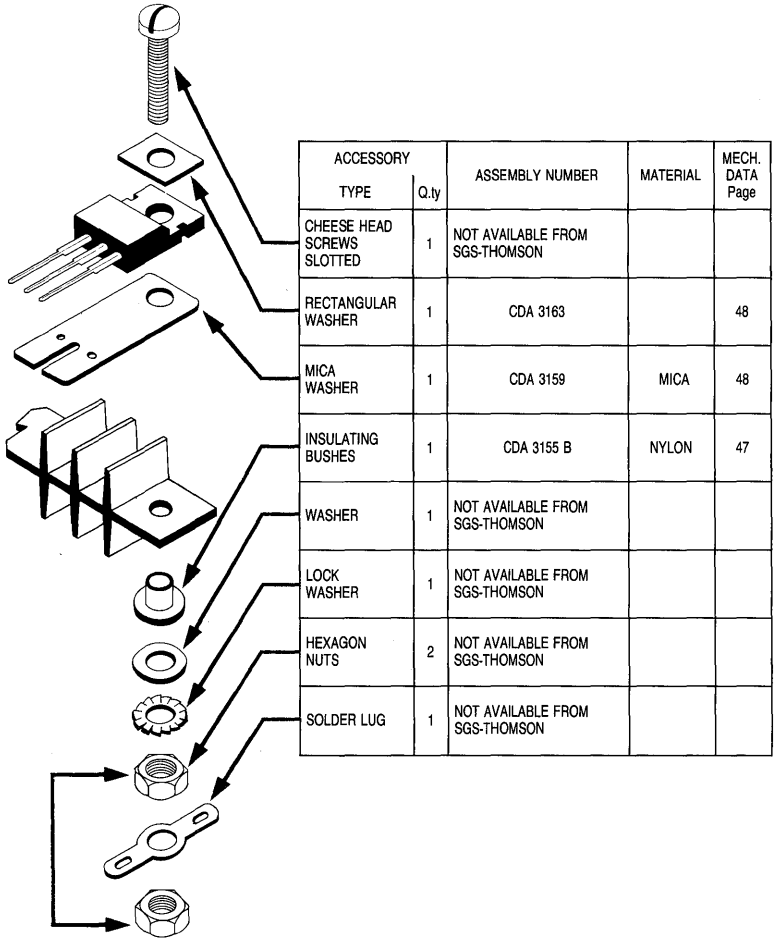 ACCESSORY
TYPE
Q.ty
ASSEMBLY NUMBER
MATERIAL
MECH.
DATA
Page
CHEESE HEAD
SCREWS
SLOTTED
1
NOT AVAILABLE FROM
SGS-THOMSON
RECTANGULAR
WASHER
1
CDA 3163
48
MICA
WASHER
1
CDA 3159
MICA
48
INSULATING
BUSHES
1
CDA 3155 B
NYLON
47
WASHER
1
NOT AVAILABLE FROM
SGS-THOMSON
LOCK
WASHER
1
NOT AVAILABLE FROM
SGS-THOMSON
HEXAGON
NUTS
2
NOT AVAILABLE FROM
SGS-THOMSON
SOLDER LUG
1
NOT AVAILABLE FROM
SGS-THOMSON